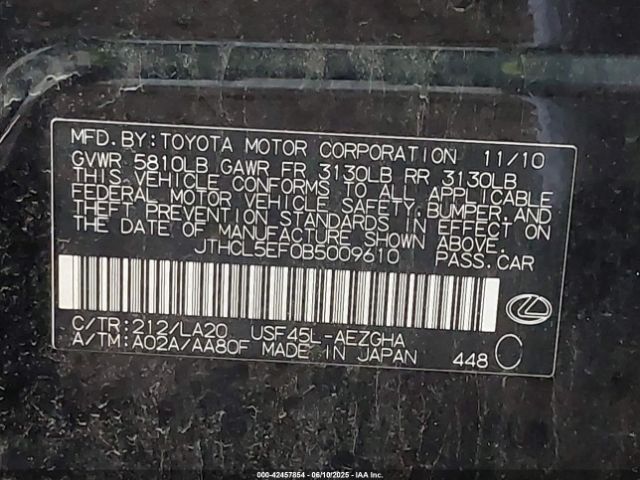 MFD. BY: TOYOTA MOTOR CORPORATION 11/10
GVWR 5810LB GAWR FR 3130LB RR 3130LB
THIS VEHICLE CONFORMS TO ALL APPLICABLE
FEDERAL MOTOR VEHICLE SAFETY, BUMPER, AND
THEFT PREVENTION STANDARDS IN EFFECT ON
THE DATE OF MANUFACTURE SHOWN ABOVE.
JTHCL5EF0B5009610 PASS. CAR
C/TR: 212/LA20 USF45L-AEZGHA
A/TM: A02A/AA80F MADE IN JAPAN 448 C
000-42457854 - 06/10/2025 - IAA Inc.